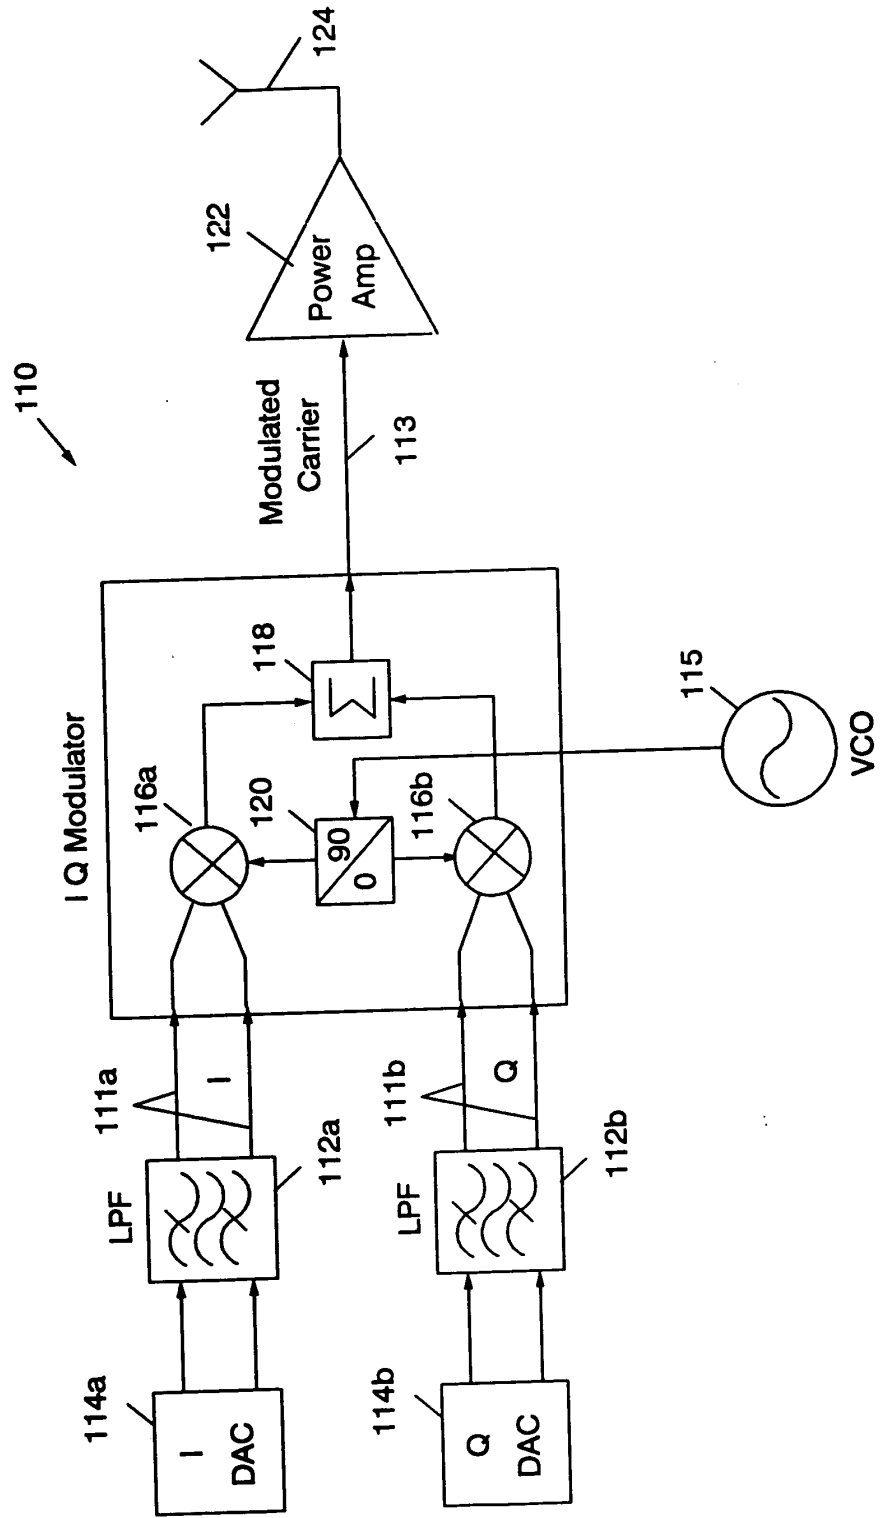 110
I Q Modulator
114a
I
DAC
LPF
112a
111a
I
116a
120
90
0
118
Modulated
Carrier
113
122
Power
Amp
124
114b
Q
DAC
LPF
112b
111b
Q
116b
115
VCO